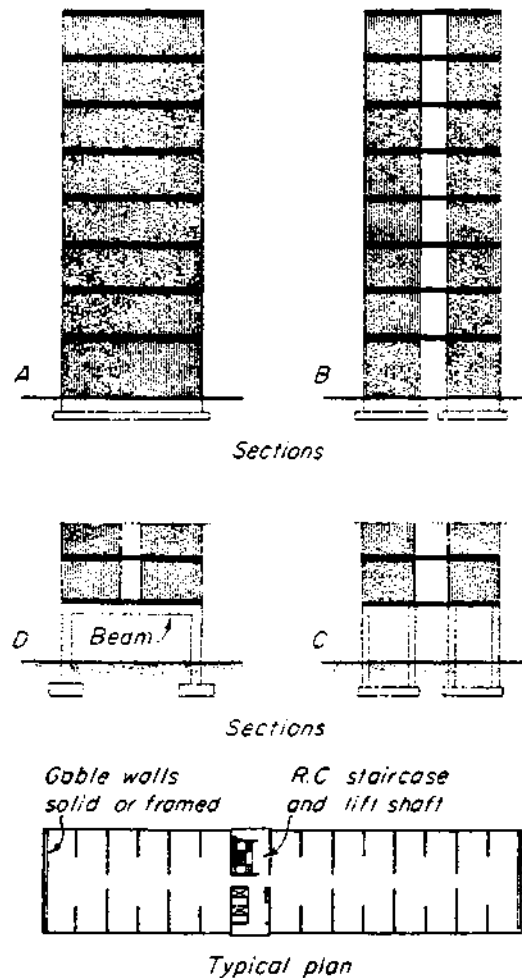 A
B
Sections
D
Beam
C
Sections
Gable walls
solid or framed
R.C staircase
and lift shaft
Typical plan